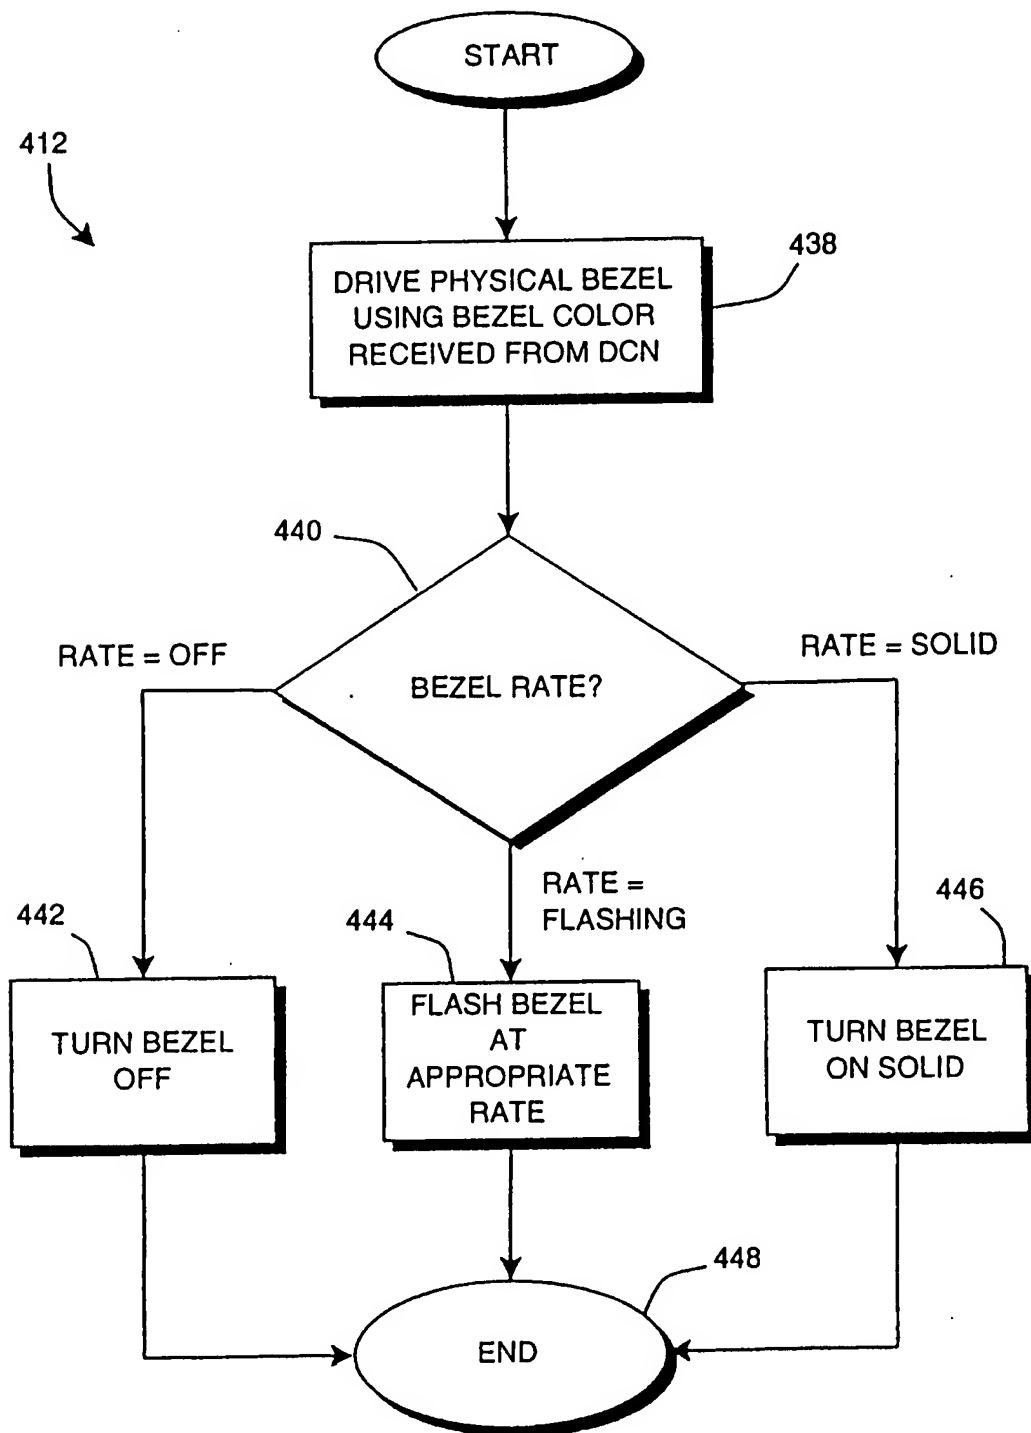 START
412
438
DRIVE PHYSICAL BEZEL
USING BEZEL COLOR
RECEIVED FROM DCN
440
RATE = OFF
BEZEL RATE?
RATE = SOLID
RATE =
FLASHING
442
TURN BEZEL
OFF
444
FLASH BEZEL
AT
APPROPRIATE
RATE
446
TURN BEZEL
ON SOLID
448
END